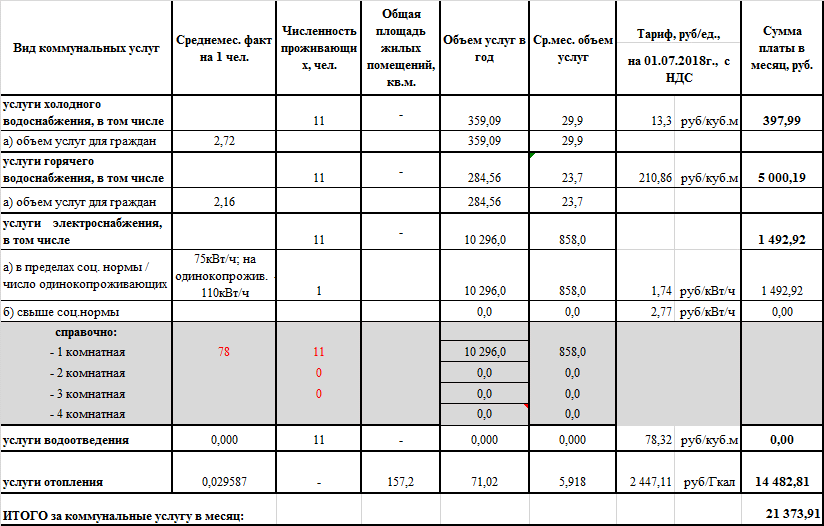 Вид коммунальных услуг | Среднемес. факт на 1 чел. | Численность проживающи х, чел. | Общая площадь жилых помещений, кв.м. | Объем услуг в год | Ср.мес. объем услуг | Тариф, руб/ед., на 01.07.2018г., с НДС | Сумма платы в месяц, руб.
услуги холодного
водоснабжения, в том числе 11 - 359,09 29,9 13,3 руб/куб.м 397,99
а) объем услуг для граждан 2,72 359,09 29,9
услуги горячего
водоснабжения, в том числе 11 - 284,56 23,7 210,86 руб/куб.м 5 000,19
а) объем услуг для граждан 2,16 284,56 23,7
услуги электроснабжения,
в том числе 11 - 10 296,0 858,0 1 492,92
а) в пределах соц. нормы / число одинокопроживающих 75кВт/ч; на одинокопрожив. - 110кВт/ч 1 10 296,0 858,0 1,74 руб/кВт/ч 1 492,92
б) свыше соц.нормы 0,0 0,0 2,77 руб/кВт/ч 0,00
справочно:
- 1 комнатная 78 11 10 296,0 858,0
- 2 комнатная 0 0,0 0,0
- 3 комнатная 0 0,0 0,0
- 4 комнатная 0,0 0,0
услуги водоотведения 0,000 11 - 0,000 0,000 78,32 руб/куб.м 0,00
услуги отопления 0,029587 - 157,2 71,02 5,918 2 447,11 руб/Гкал 14 482,81
ИТОГО за коммунальные услугу в месяц: 21 373,91